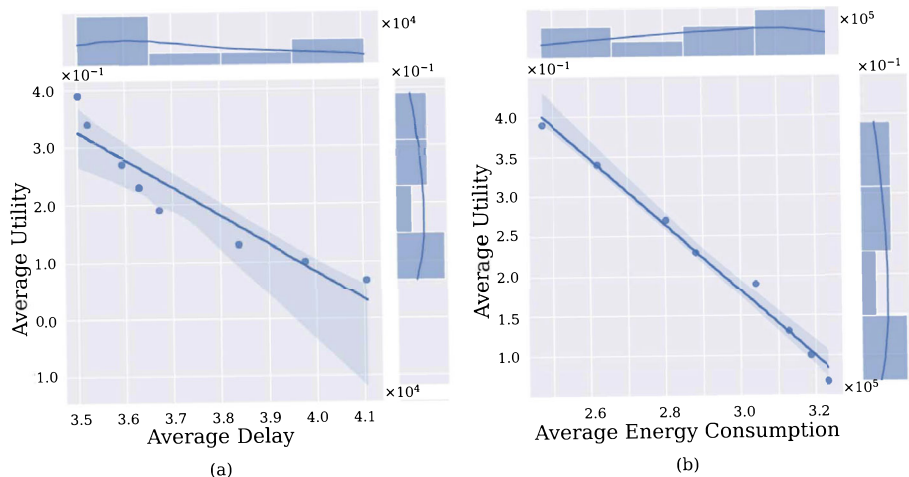 ×10⁴
×10⁻¹
×10⁻¹
4.0
3.0
2.0
1.0
0.0
1.0
Average Utility
×10⁴
3.5 3.6 3.7 3.8 3.9 4.0 4.1
Average Delay
(a)
×10⁵
×10⁻¹
×10⁻¹
4.0
3.5
3.0
2.5
2.0
1.5
1.0
Average Utility
×10⁵
2.6 2.8 3.0 3.2
Average Energy Consumption
(b)